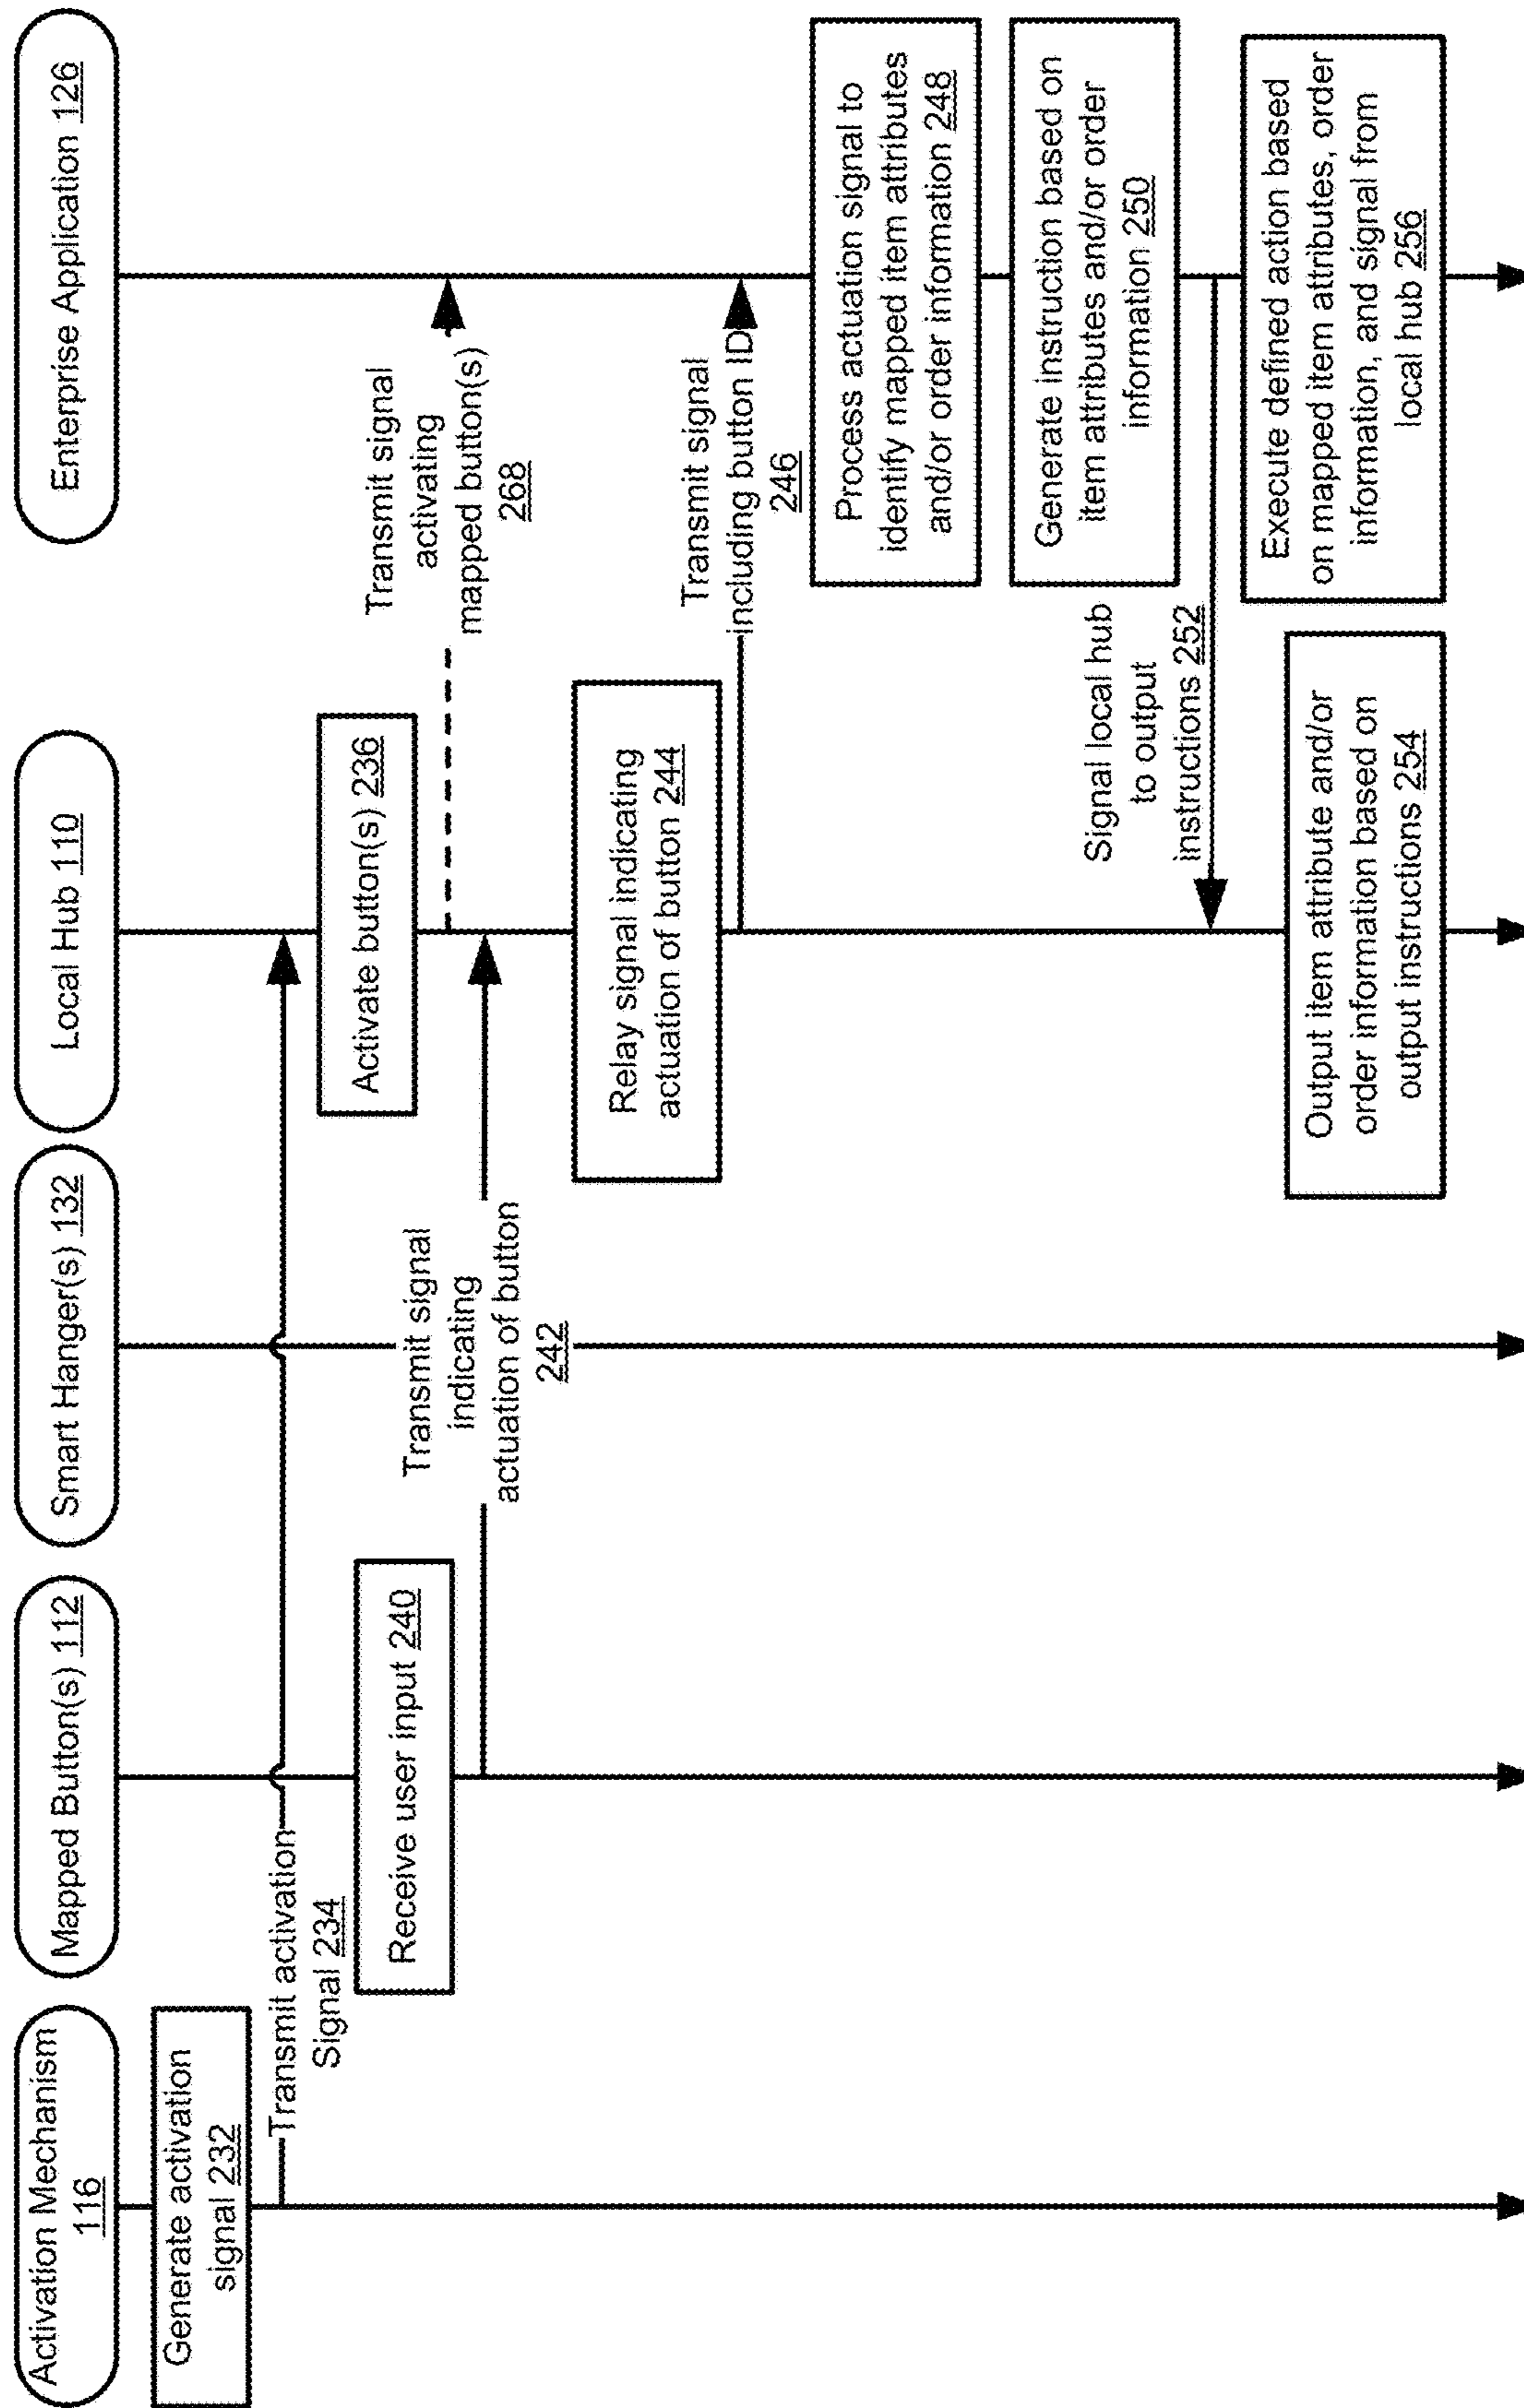 Activation Mechanism
116
Mapped Button(s) 112
Smart Hanger(s) 132
Local Hub 110
Enterprise Application 126
Generate activation
signal 232
Transmit activation
Signal 234
Activate button(s) 236
Receive user input 240
Transmit signal
activating
mapped button(s)
268
Transmit signal
indicating
actuation of button
242
Relay signal indicating
actuation of button 244
Transmit signal
including button ID
246
Process actuation signal to
identify mapped item attributes
and/or order information 248
Generate instruction based on
item attributes and/or order
information 250
Signal local hub
to output
instructions 252
Execute defined action based
on mapped item attributes, order
information, and signal from
local hub 256
Output item attribute and/or
order information based on
output instructions 254